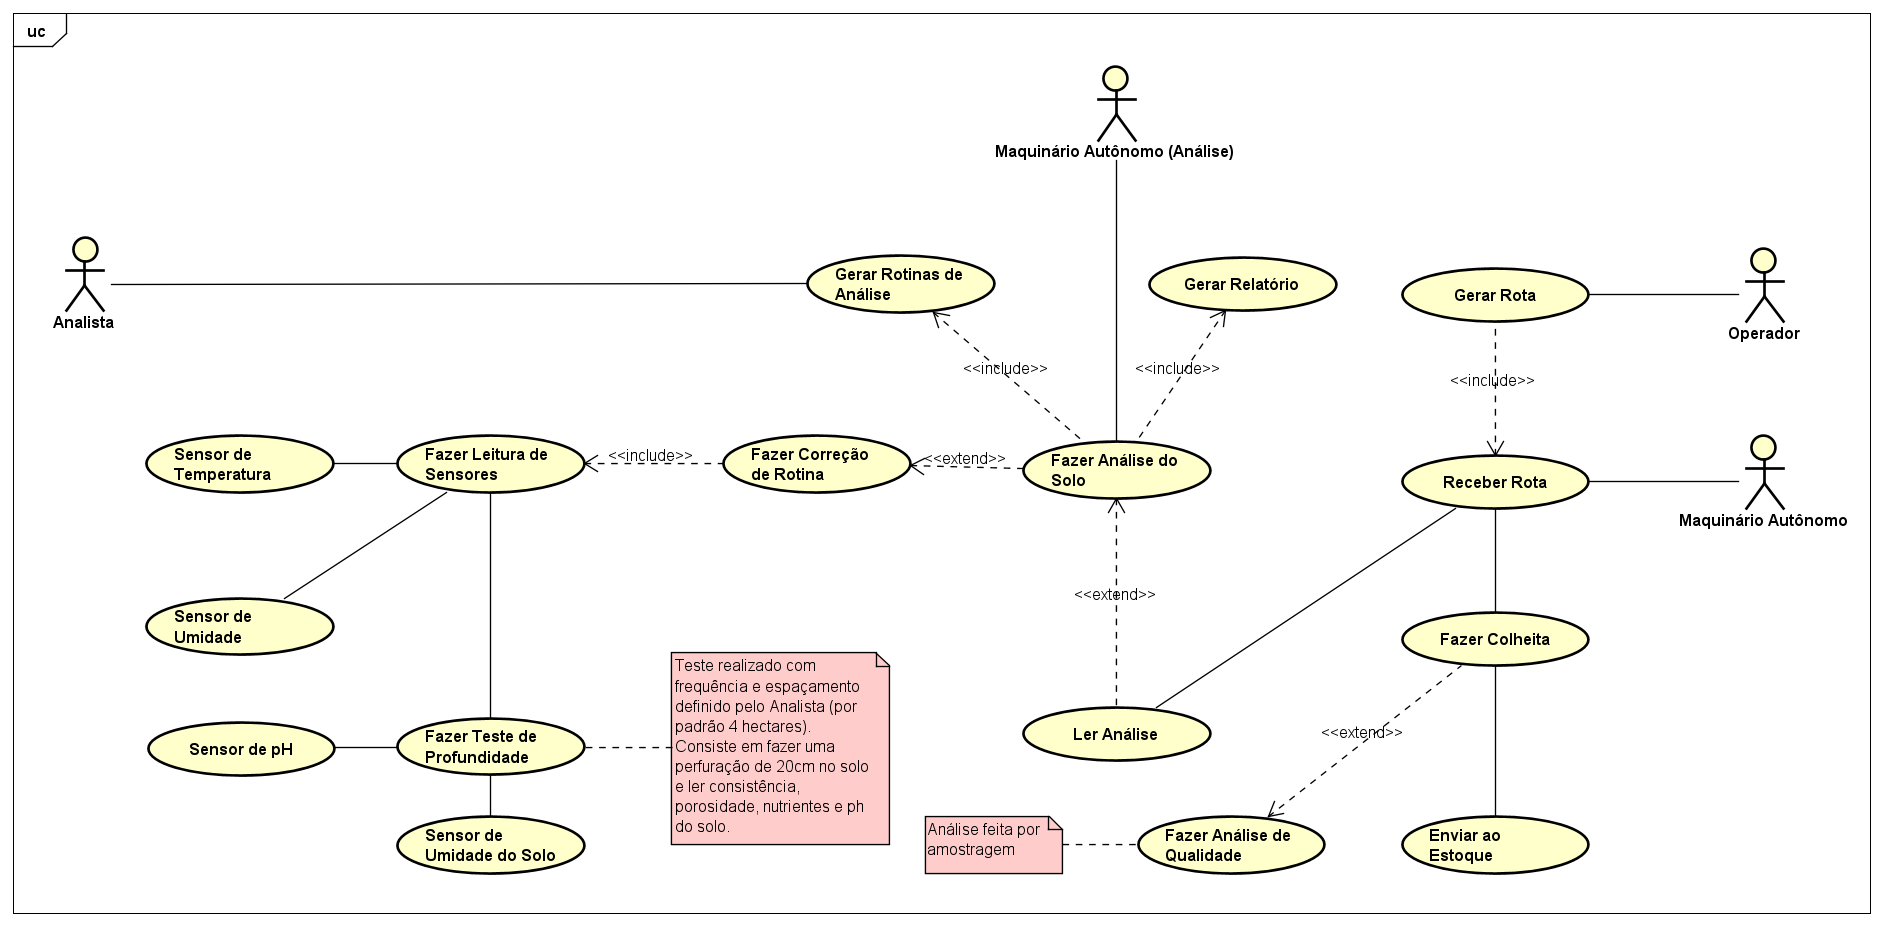 uc
Maquinário Autônomo (Análise)
Analista
Gerar Rotinas de
Análise
Gerar Relatório
Gerar Rota
Operador
<<include>>
<<include>>
<<include>>
Sensor de
Temperatura
Fazer Leitura de
Sensores
<<include>>
Fazer Correção
de Rotina
<<extend>>
Fazer Análise do
Solo
Receber Rota
Maquinário Autônomo
<<extend>>
Sensor de
Umidade
Fazer Colheita
Teste realizado com
frequência e espaçamento
definido pelo Analista (por
padrão 4 hectares).
Consiste em fazer uma
perfuração de 20cm no solo
e ler consistência,
porosidade, nutrientes e ph
do solo.
Ler Análise
<<extend>>
Sensor de pH
Fazer Teste de
Profundidade
Sensor de
Umidade do Solo
Análise feita por
amostragem
Fazer Análise de
Qualidade
Enviar ao
Estoque